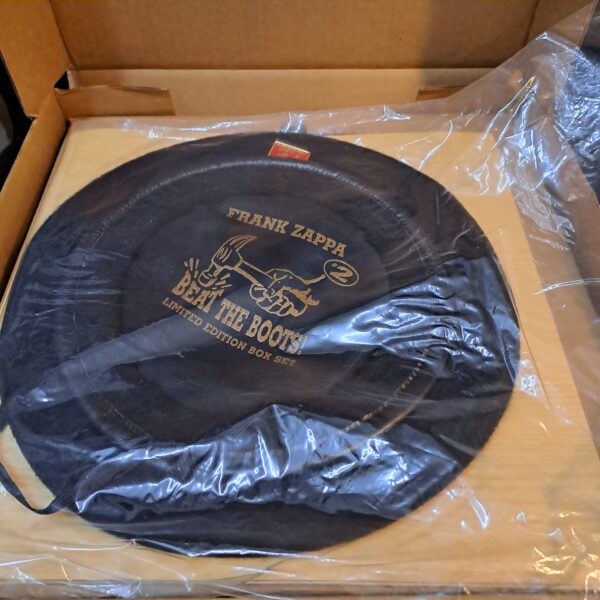 FRANK ZAPPA
2
BEAT THE BOOTS!
LIMITED EDITION BOX SET